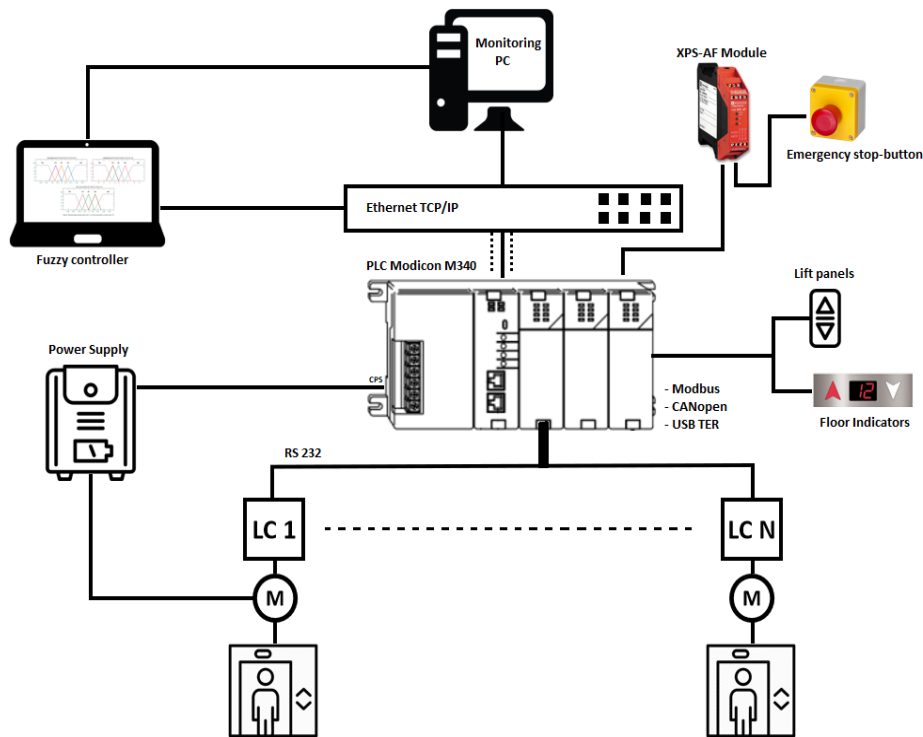 Monitoring
PC
XPS-AF Module
Emergency stop-button
Ethernet TCP/IP
Fuzzy controller
PLC Modicon M340
Lift panels
Power Supply
CPS
- Modbus
- CANopen
- USB TER
12
Floor Indicators
RS 232
LC 1
LC N
M
M